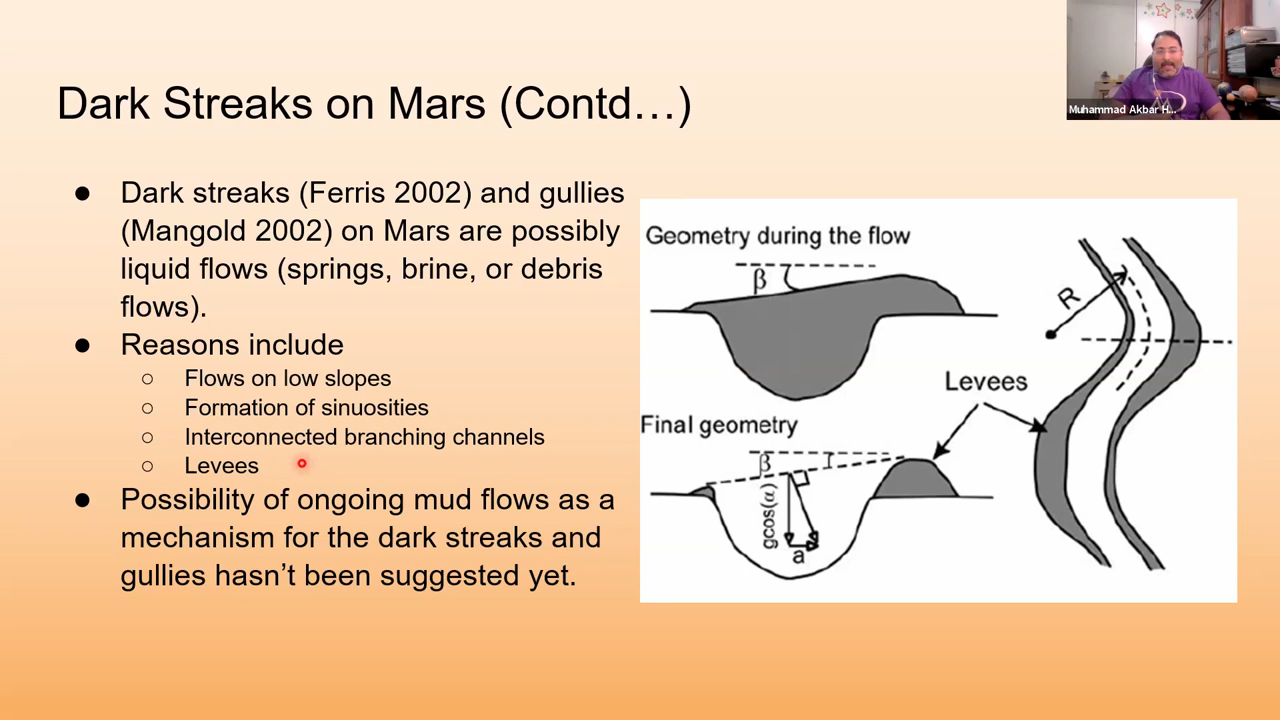 Dark Streaks on Mars (Contd…)
Muhammad Akbar H...
● Dark streaks (Ferris 2002) and gullies
(Mangold 2002) on Mars are possibly
liquid flows (springs, brine, or debris
flows).
● Reasons include
○ Flows on low slopes
○ Formation of sinuosities
○ Interconnected branching channels
○ Levees
● Possibility of ongoing mud flows as a
mechanism for the dark streaks and
gullies hasn’t been suggested yet.
Geometry during the flow
β
R
Levees
Final geometry
β
gcos(α)
a